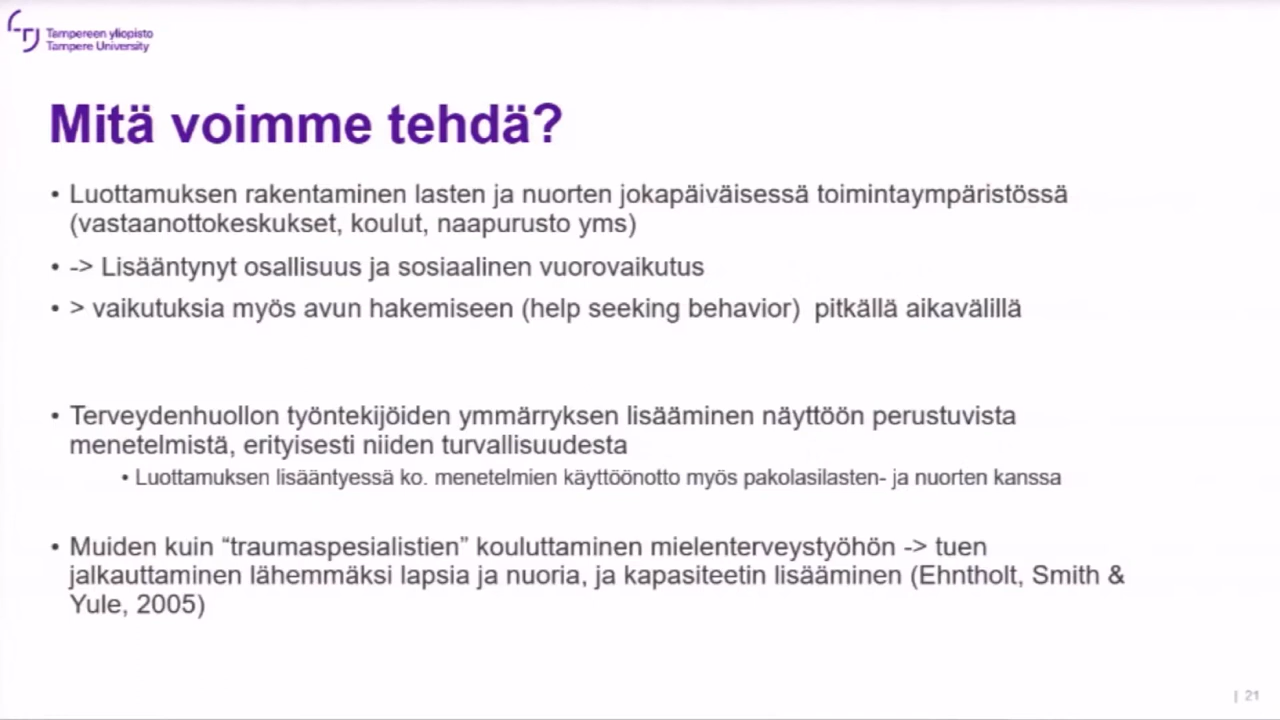 Tampereen yliopisto
Tampere University
Mitä voimme tehdä?
• Luottamuksen rakentaminen lasten ja nuorten jokapäiväisessä toimintaympäristössä
(vastaanottokeskukset, koulut, naapurusto yms)
• -> Lisääntynyt osallisuus ja sosiaalinen vuorovaikutus
• > vaikutuksia myös avun hakemiseen (help seeking behavior)  pitkällä aikavälillä
• Terveydenhuollon työntekijöiden ymmärryksen lisääminen näyttöön perustuvista
menetelmistä, erityisesti niiden turvallisuudesta
• Luottamuksen lisääntyessä ko. menetelmien käyttöönotto myös pakolasilasten- ja nuorten kanssa
• Muiden kuin “traumaspesialistien” kouluttaminen mielenterveystyöhön -> tuen
jalkauttaminen lähemmäksi lapsia ja nuoria, ja kapasiteetin lisääminen (Ehntholt, Smith &
Yule, 2005)
| 21